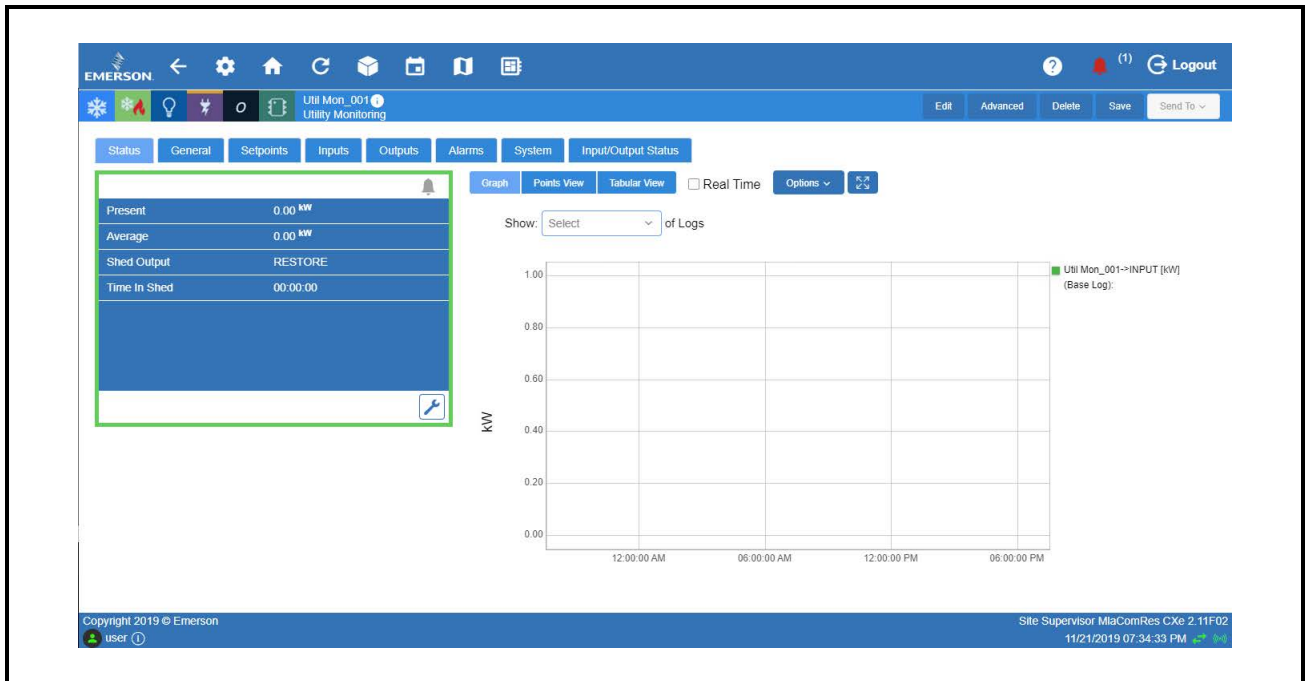 EMERSON.
(1) Logout
Util Mon_001
Utility Monitoring
Edit Advanced Delete Save Send To
Status General Setpoints Inputs Outputs Alarms System Input/Output Status
Graph Points View Tabular View Real Time Options
Present 0.00 kW
Average 0.00 kW
Shed Output RESTORE
Time In Shed 00:00:00
Show: Select of Logs
Util Mon_001->INPUT [kW]
(Base Log):
kW
1.00
0.80
0.60
0.40
0.20
0.00
12:00:00 AM 06:00:00 AM 12:00:00 PM 06:00:00 PM
Copyright 2019 © Emerson
user
Site Supervisor MlaComRes CXe 2.11F02
11/21/2019 07:34:33 PM